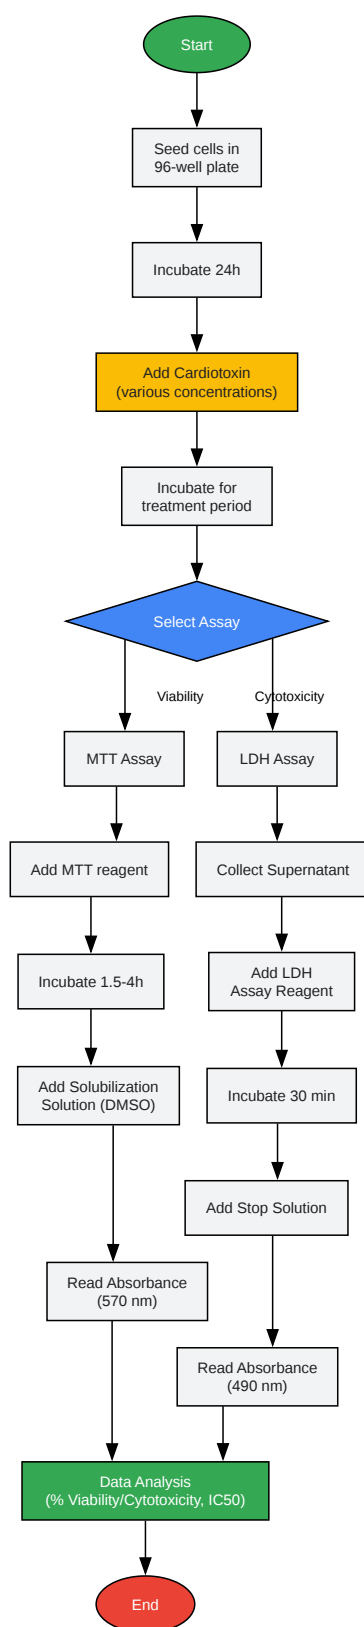 Start
Seed cells in
96-well plate
Incubate 24h
Add Cardiotoxin
(various concentrations)
Incubate for
treatment period
Select Assay
Viability
Cytotoxicity
MTT Assay
LDH Assay
Add MTT reagent
Collect Supernatant
Incubate 1.5-4h
Add LDH
Assay Reagent
Add Solubilization
Solution (DMSO)
Incubate 30 min
Add Stop Solution
Read Absorbance
(570 nm)
Read Absorbance
(490 nm)
Data Analysis
(% Viability/Cytotoxicity, IC50)
End